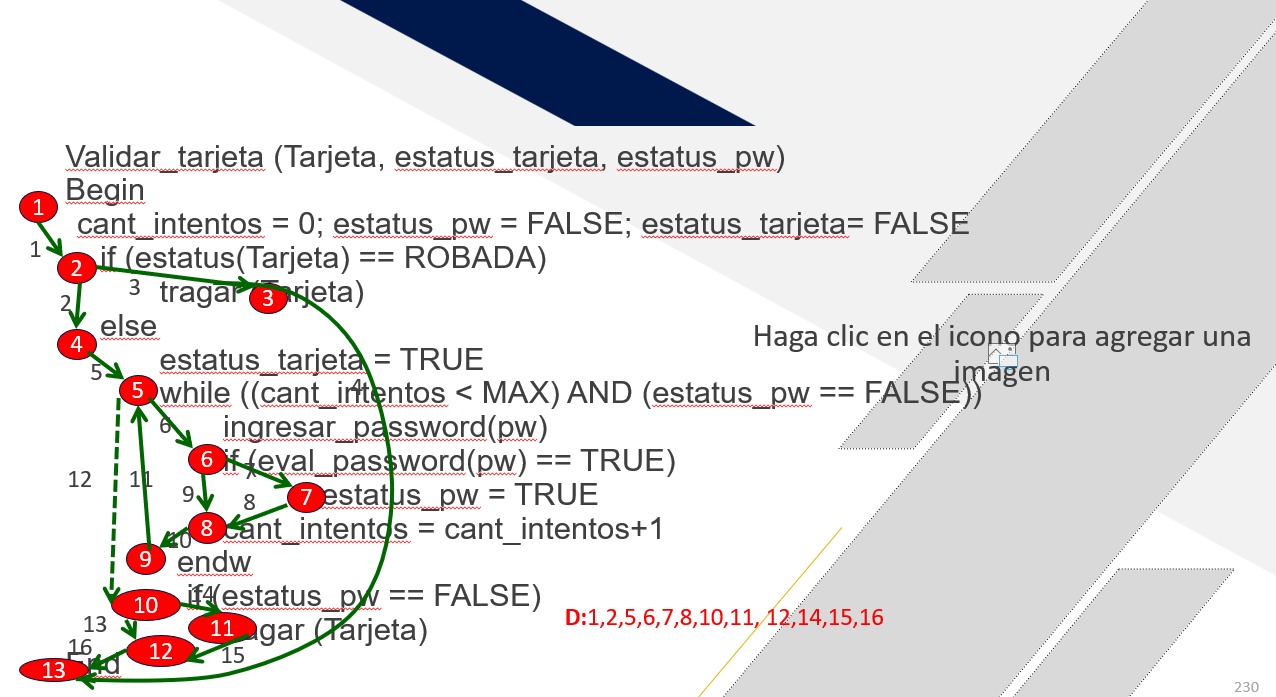 Validar_tarjeta (Tarjeta, estatus_tarjeta, estatus_pw)
Begin
1
cant_intentos = 0; estatus_pw = FALSE; estatus_tarjeta= FALSE
1
2
if (estatus(Tarjeta) == ROBADA)
2
3
tragar (Tarjeta)
3
else
4
5
estatus_tarjeta = TRUE
4
5
while ((cant_intentos < MAX) AND (estatus_pw == FALSE))
6
ingresar_password(pw)
6
if (eval_password(pw) == TRUE)
7
12
11
9
8
7
estatus_pw = TRUE
8
cant_intentos = cant_intentos+1
10
9
endw
14
if (estatus_pw == FALSE)
10
13
11
agar (Tarjeta)
16
12
15
13
End
Haga clic en el icono para agregar una
imagen
D:1,2,5,6,7,8,10,11, 12,14,15,16
230